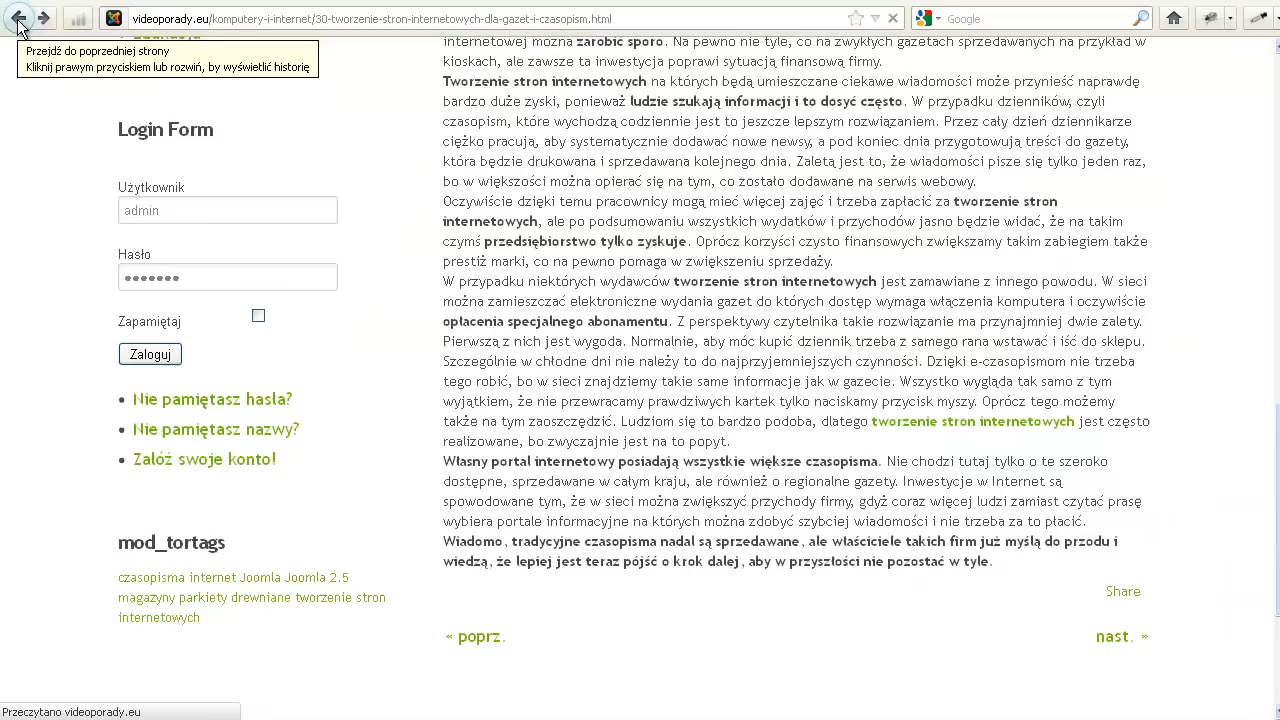 videoporady.eu/
utery-i-internet/30-tworzenie-stron-internetowych-dla-gazet-i-czasopism.html
Google
Przejdź do poprzedniej strony
Kliknij prawym przyciskiem lub rozwiń, by wyświetlić historię
Login Form
Użytkownik
admin
Hasło
Zapamiętaj
Zaloguj
Nie pamiętasz hasła?
Nie pamiętasz nazwy?
Załóż swoje konto!
mod_tortags
czasopisma internet Joomla Joomla 2.5
magazyny parkiety drewniane tworzenie stron
internetowych
internetowej można zarobić sporo. Na pewno nie tyle, co na zwykłych gazetach sprzedawanych na przykład w
kioskach, ale zawsze ta inwestycja poprawi sytuacją finansową firmy.
Tworzenie stron internetowych na których będą umieszczane ciekawe wiadomości może przynieść naprawdę
bardzo duże zyski, ponieważ ludzie szukają informacji i to dosyć często. W przypadku dzienników, czyli
czasopism, które wychodzą codziennie jest to jeszcze lepszym rozwiązaniem. Przez cały dzień dziennikarze
ciężko pracują, aby systematycznie dodawać nowe newsy, a pod koniec dnia przygotowują treści do gazety,
która będzie drukowana i sprzedawana kolejnego dnia. Zaletą jest to, że wiadomości pisze się tylko jeden raz,
bo w większości można opierać się na tym, co zostało dodawane na serwis webowy.
Oczywiście dzięki temu pracownicy mogą mieć więcej zajęć i trzeba zapłacić za tworzenie stron
internetowych, ale po podsumowaniu wszystkich wydatków i przychodów jasno będzie widać, że na takim
czymś przedsiębiorstwo tylko zyskuje. Oprócz korzyści czysto finansowych zwiększamy takim zabiegiem także
prestiż marki, co na pewno pomaga w zwiększeniu sprzedaży.
W przypadku niektórych wydawców tworzenie stron internetowych jest zamawiane z innego powodu. W sieci
można zamieszczać elektroniczne wydania gazet do których dostęp wymaga włączenia komputera i oczywiście
opłacenia specjalnego abonamentu. Z perspektywy czytelnika takie rozwiązanie ma przynajmniej dwie zalety.
Pierwszą z nich jest wygoda. Normalnie, aby móc kupić dziennik trzeba z samego rana wstawać i iść do sklepu.
Szczególnie w chłodne dni nie należy to do najprzyjemniejszych czynności. Dzięki e-czasopismom nie trzeba
tego robić, bo w sieci znajdziemy takie same informacje jak w gazecie. Wszystko wygląda tak samo z tym
wyjątkiem, że nie przewracamy prawdziwych kartek tylko naciskamy przycisk myszy. Oprócz tego możemy
także na tym zaoszczędzić. Ludziom się to bardzo podoba, dlatego tworzenie stron internetowych jest często
realizowane, bo zwyczajnie jest na to popyt.
Własny portal internetowy posiadają wszystkie większe czasopisma. Nie chodzi tutaj tylko o te szeroko
dostępne, sprzedawane w całym kraju, ale również o regionalne gazety. Inwestycje w Internet są
spowodowane tym, że w sieci można zwiększyć przychody firmy, gdyż coraz więcej ludzi zamiast czytać prasę
wybiera portale informacyjne na których można zdobyć szybciej wiadomości i nie trzeba za to płacić.
Wiadomo, tradycyjne czasopisma nadal są sprzedawane, ale właściciele takich firm już myślą do przodu i
wiedzą, że lepiej jest teraz pójść o krok dalej, aby w przyszłości nie pozostać w tyle.
Share
« poprz.
nast. »
Przeczytano videoporady.eu